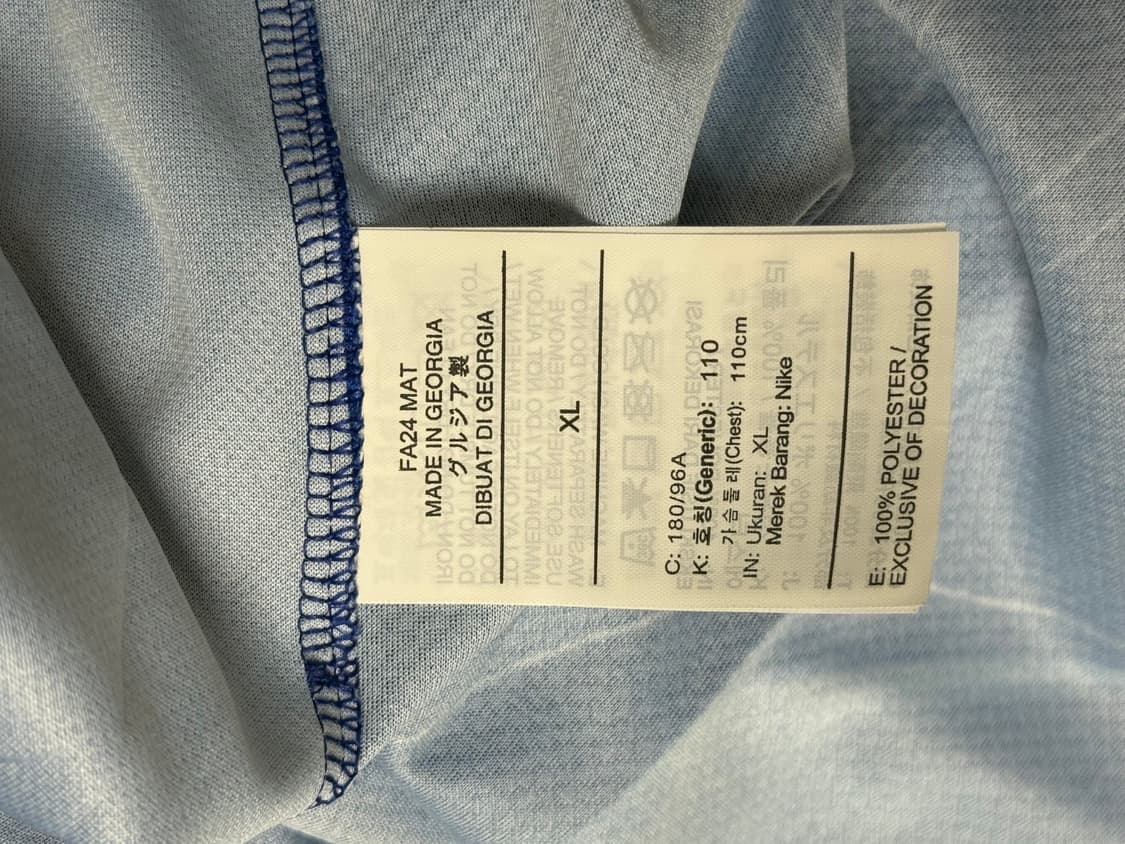 FA24 MAT
MADE IN GEORGIA
グルジア製
DIBUAT DI GEORGIA
XL
C: 180/96A
K: 호칭(Generic): 110
가슴둘레(Chest): 110cm
IN: Ukuran: XL
Merek Barang: Nike
E: 100% POLYESTER /
EXCLUSIVE OF DECORATION